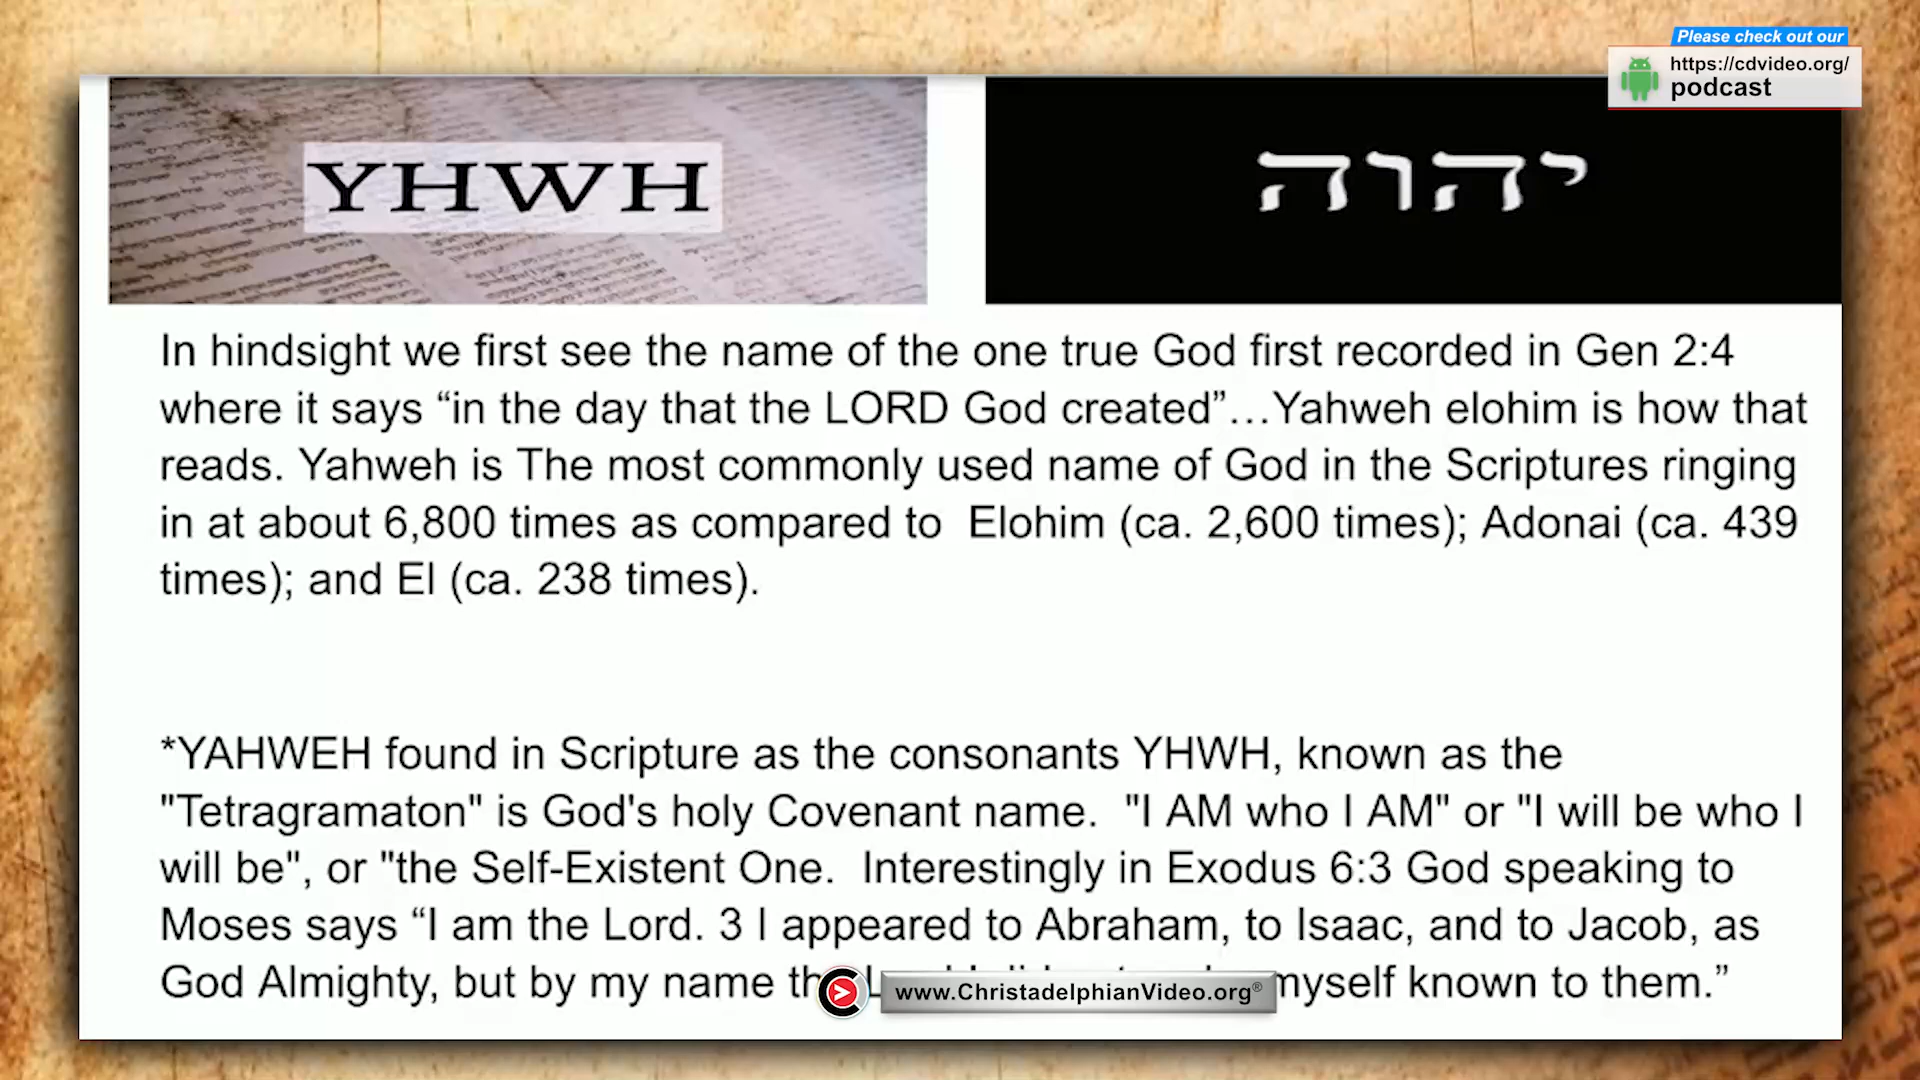 Please check out our
https://cdvideo.org/
podcast
YHWH
יהוה
In hindsight we first see the name of the one true God first recorded in Gen 2:4
where it says “in the day that the LORD God created”…Yahweh elohim is how that
reads. Yahweh is The most commonly used name of God in the Scriptures ringing
in at about 6,800 times as compared to  Elohim (ca. 2,600 times); Adonai (ca. 439
times); and El (ca. 238 times).
*YAHWEH found in Scripture as the consonants YHWH, known as the
"Tetragramaton" is God's holy Covenant name.  "I AM who I AM" or "I will be who I
will be", or "the Self-Existent One.  Interestingly in Exodus 6:3 God speaking to
Moses says “I am the Lord. 3 I appeared to Abraham, to Isaac, and to Jacob, as
God Almighty, but by my name myself known to them.”
www.ChristadelphianVideo.org®